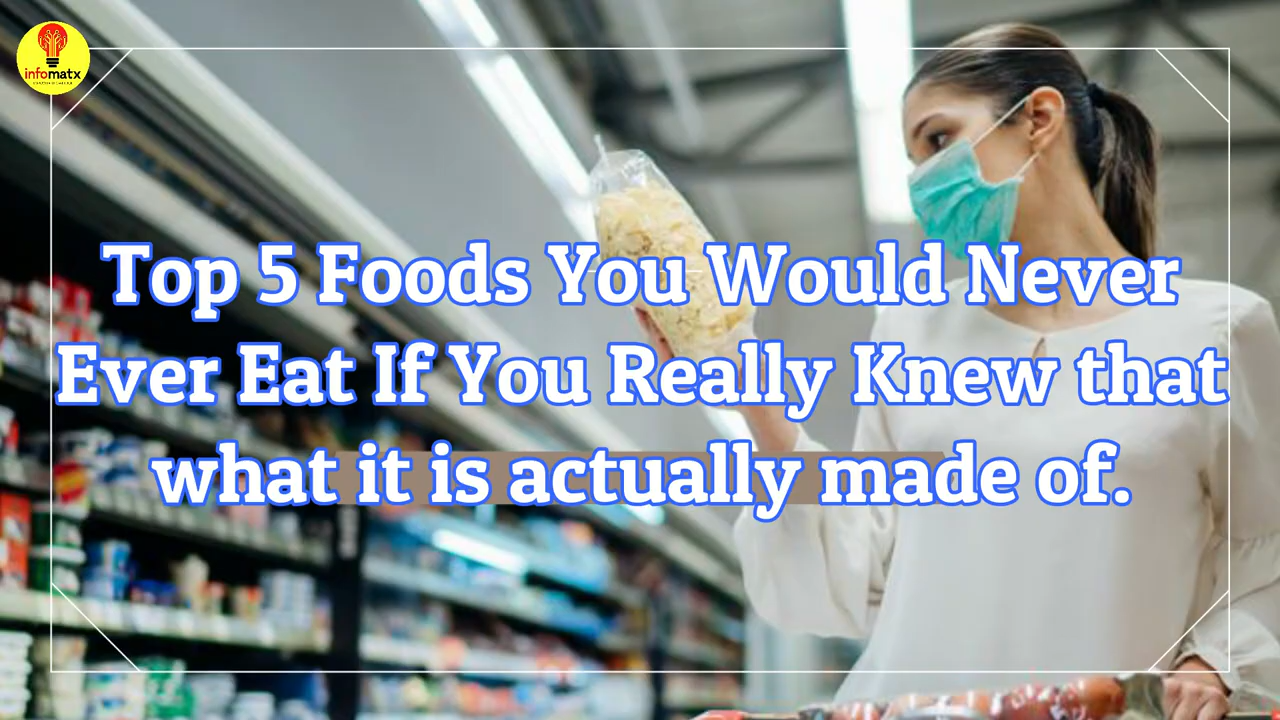 infomatx
Top 5 Foods You Would Never
Ever Eat If You Really Knew that
what it is actually made of.